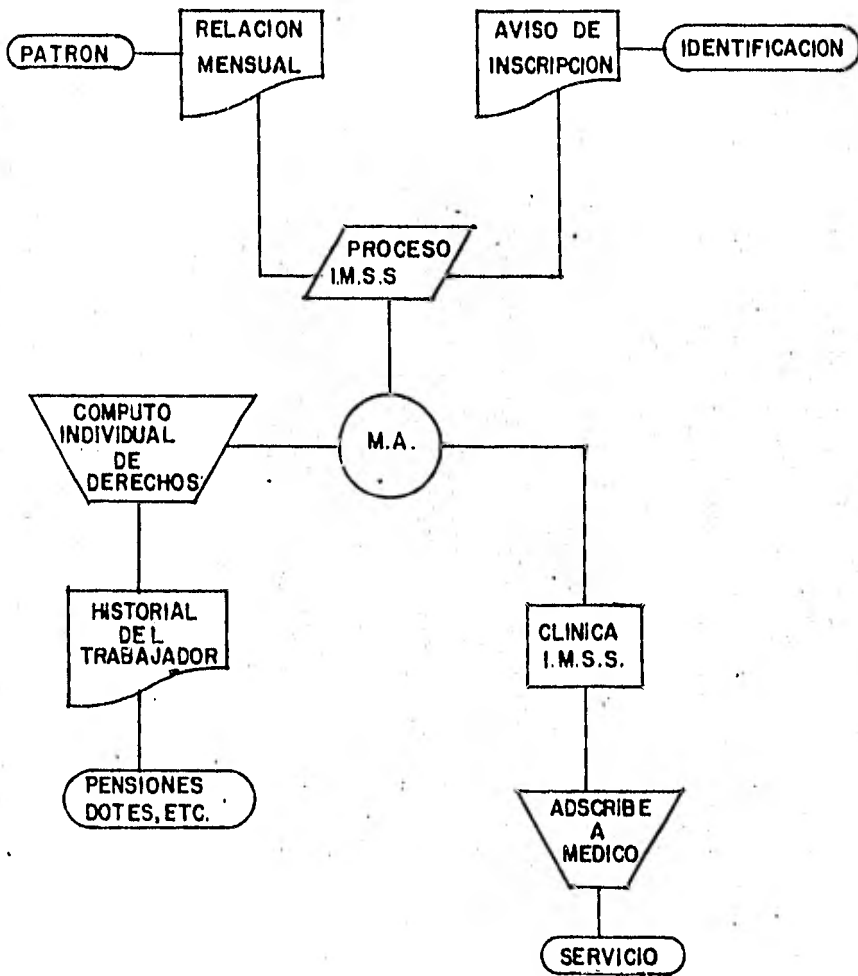 PATRON
RELACION
MENSUAL
AVISO DE
INSCRIPCION
IDENTIFICACION
PROCESO
I.M.S.S
COMPUTO
INDIVIDUAL
DE
DERECHOS
M.A.
HISTORIAL
DEL
TRABAJADOR
CLINICA
I.M.S.S.
PENSIONES
DOTES, ETC.
ADSCRIBE
A
MEDICO
SERVICIO